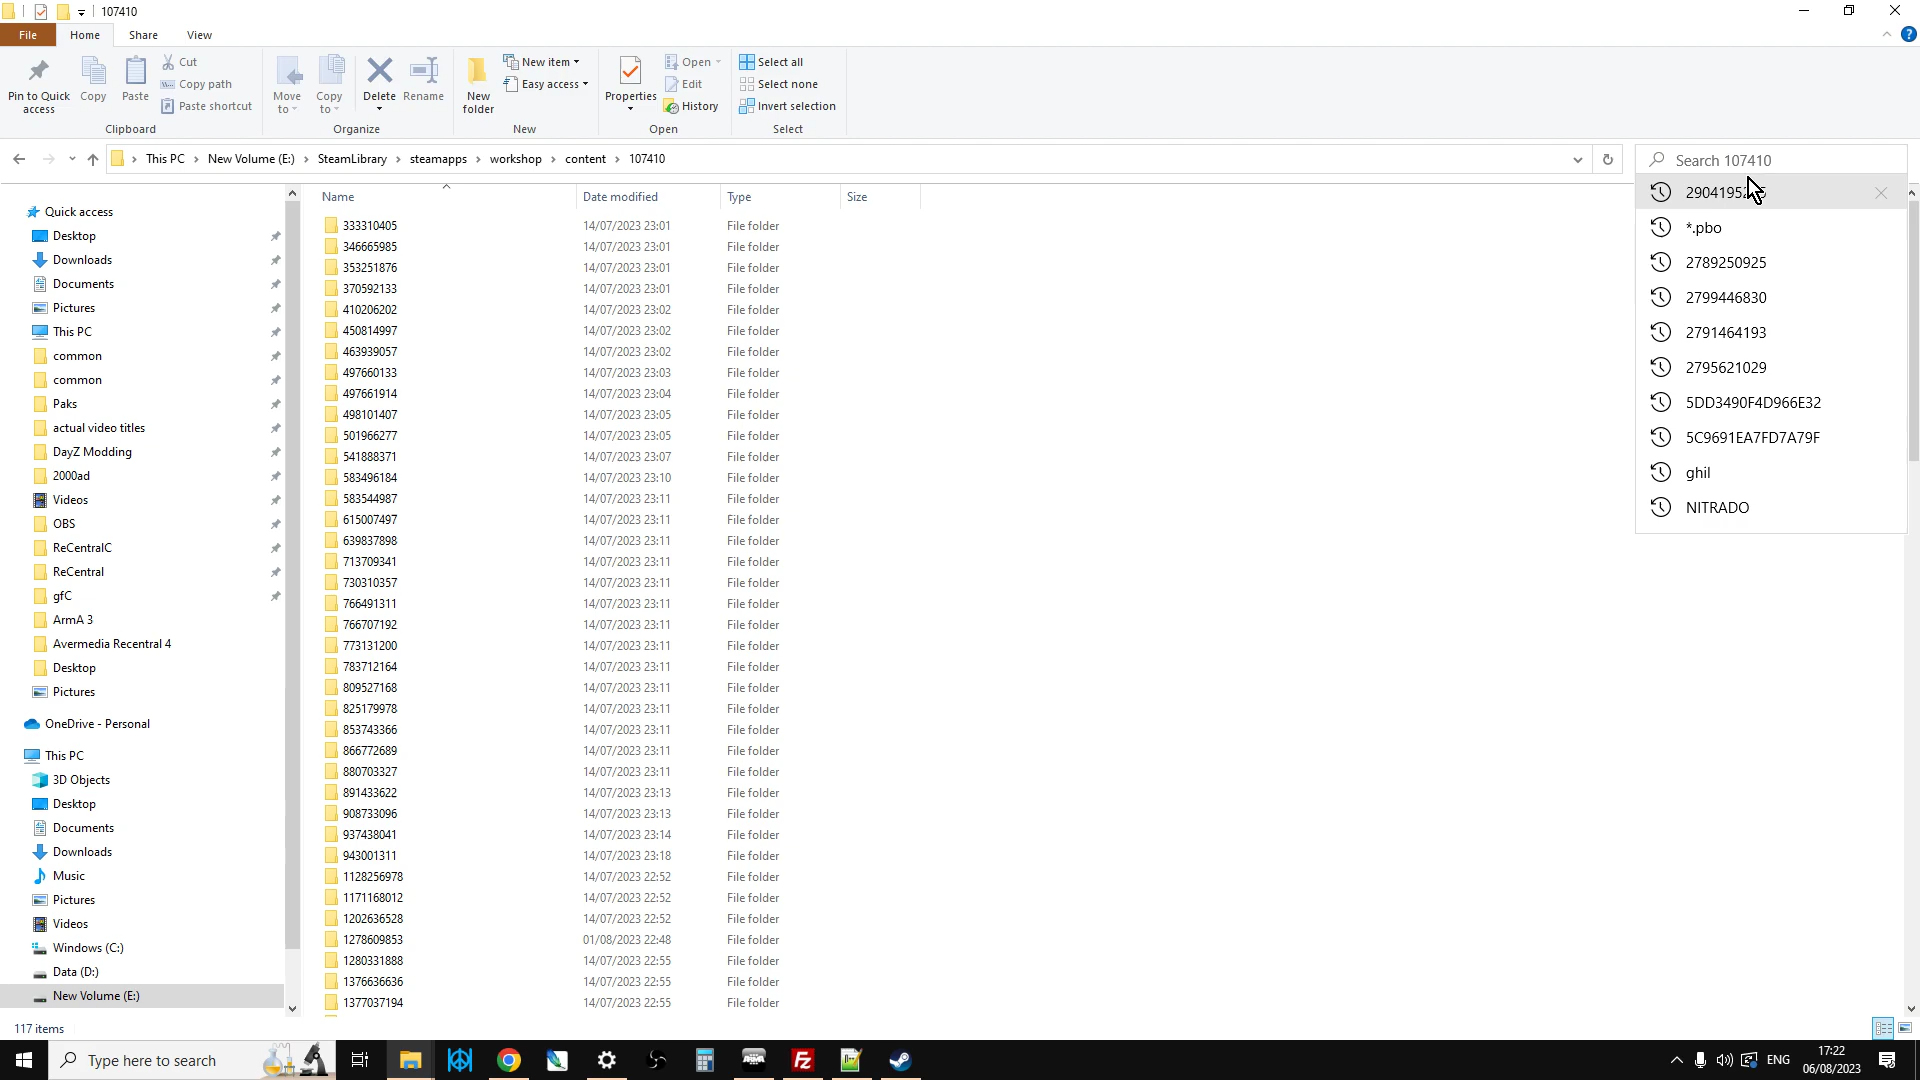 107410
File
Home
Share
View
Pin to Quick access
Copy
Paste
Cut
Copy path
Paste shortcut
Clipboard
Move to
Copy to
Delete
Rename
Organize
New folder
New item
Easy access
New
Properties
Open
Edit
History
Open
Select all
Select none
Invert selection
Select
This PC > New Volume (E:) > SteamLibrary > steamapps > workshop > content > 107410
Search 107410
*.pbo
2789250925
2799446830
2791464193
2795621029
5DD3490F4D966E32
5C9691EA7FD7A79F
ghil
NITRADO
Quick access
Desktop
Downloads
Documents
Pictures
This PC
common
common
Paks
actual video titles
DayZ Modding
2000ad
Videos
OBS
ReCentralC
ReCentral
gfC
ArmA 3
Avermedia Recentral 4
Desktop
Pictures
OneDrive - Personal
This PC
3D Objects
Desktop
Documents
Downloads
Music
Pictures
Videos
Windows (C:)
Data (D:)
New Volume (E:)
Name Date modified Type Size
333310405 14/07/2023 23:01 File folder
346665985 14/07/2023 23:01 File folder
353251876 14/07/2023 23:01 File folder
370592133 14/07/2023 23:01 File folder
410206202 14/07/2023 23:02 File folder
450814997 14/07/2023 23:02 File folder
463939057 14/07/2023 23:02 File folder
497660133 14/07/2023 23:03 File folder
497661914 14/07/2023 23:04 File folder
498101407 14/07/2023 23:05 File folder
501966277 14/07/2023 23:05 File folder
541888371 14/07/2023 23:07 File folder
583496184 14/07/2023 23:10 File folder
583544987 14/07/2023 23:11 File folder
615007497 14/07/2023 23:11 File folder
639837898 14/07/2023 23:11 File folder
713709341 14/07/2023 23:11 File folder
730310357 14/07/2023 23:11 File folder
766491311 14/07/2023 23:11 File folder
766707192 14/07/2023 23:11 File folder
773131200 14/07/2023 23:11 File folder
783712164 14/07/2023 23:11 File folder
809527168 14/07/2023 23:11 File folder
825179978 14/07/2023 23:11 File folder
853743366 14/07/2023 23:11 File folder
866772689 14/07/2023 23:11 File folder
880703327 14/07/2023 23:11 File folder
891433622 14/07/2023 23:13 File folder
908733096 14/07/2023 23:13 File folder
937438041 14/07/2023 23:14 File folder
943001311 14/07/2023 23:18 File folder
1128256978 14/07/2023 22:52 File folder
1171168012 14/07/2023 22:52 File folder
1202636528 14/07/2023 22:52 File folder
1278609853 01/08/2023 22:48 File folder
1280331888 14/07/2023 22:55 File folder
1376636636 14/07/2023 22:55 File folder
1377037194 14/07/2023 22:55 File folder
117 items
Type here to search
ENG
17:22
06/08/2023